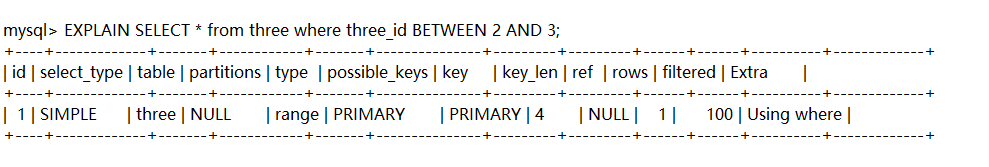 mysql> EXPLAIN SELECT * from three where three_id BETWEEN 2 AND 3;
+----+-------------+-------+------------+-------+---------------+---------+---------+------+------+----------+-------------+
| id | select_type | table | partitions | type | possible_keys | key | key_len | ref | rows | filtered | Extra |
+----+-------------+-------+------------+-------+---------------+---------+---------+------+------+----------+-------------+
| 1 | SIMPLE | three | NULL | range | PRIMARY | PRIMARY | 4 | NULL | 1 | 100 | Using where |
+----+-------------+-------+------------+-------+---------------+---------+---------+------+------+----------+-------------+